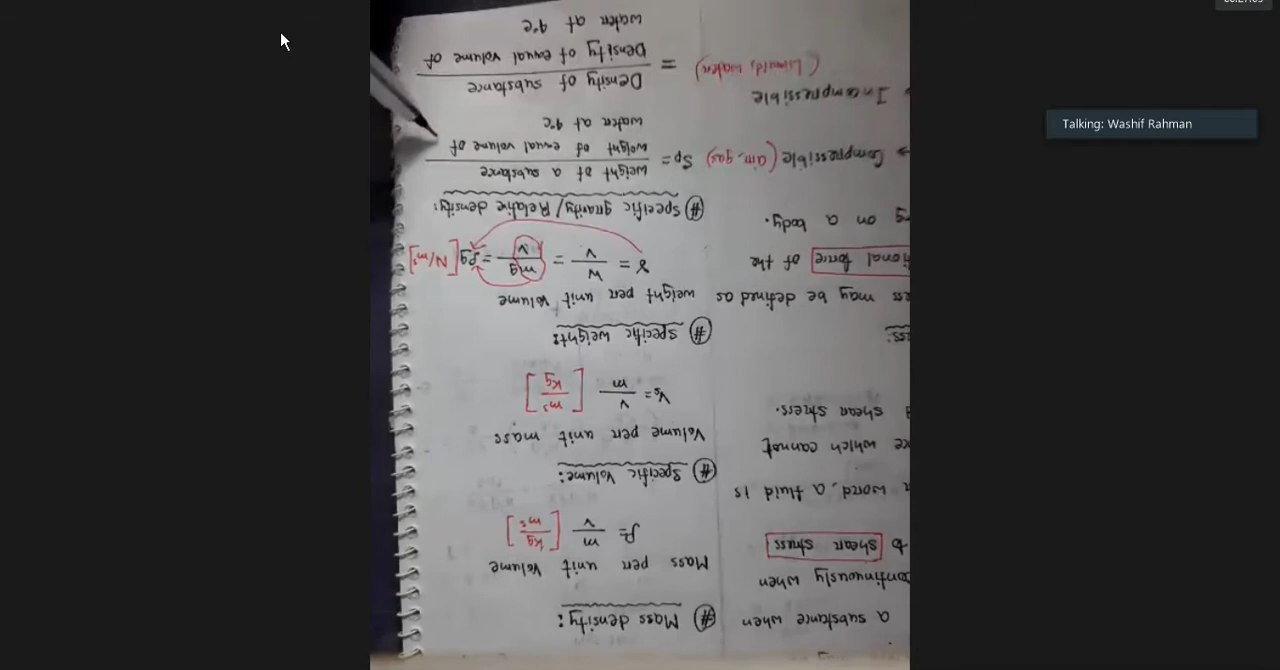 Talking: Washif Rahman
a substance when
continuously when
to shear stress
word, a fluid is
which cannot
shear stress.
may be defined as
of the
on a body.
→ Compressible (air, gas)
Incompressible
(Liquid, water)
# Mass density:
Mass per unit volume
ρ = m/v [kg/m³]
# Specific Volume:
Volume per unit mass
Vs = v/m [m³/kg]
# Specific weight:
weight per unit volume
γ = W/v = mg/v = ρg [N/m³]
# Specific gravity/Relative density:
Sp = weight of a substance
weight of equal volume of
water at 4°c
= Density of substance
Density of equal volume of
water at 4°c